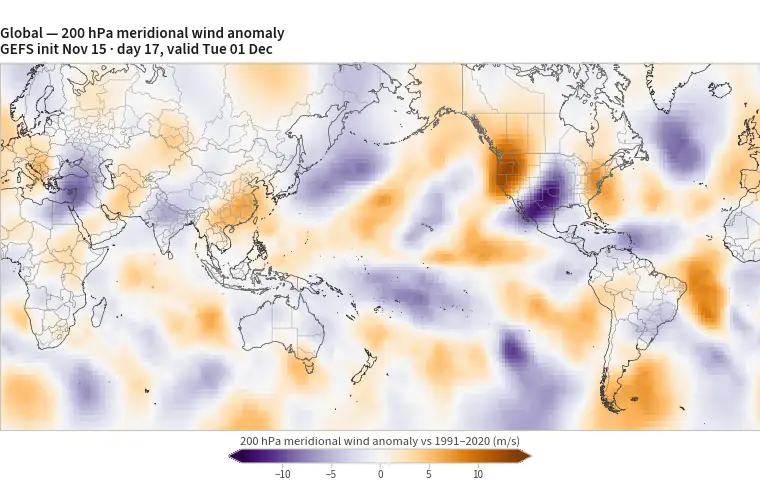 Global — 200 hPa meridional wind anomaly
GEFS init Nov 15 · day 17, valid Tue 01 Dec
200 hPa meridional wind anomaly vs 1991–2020 (m/s)
−10 −5 0 5 10